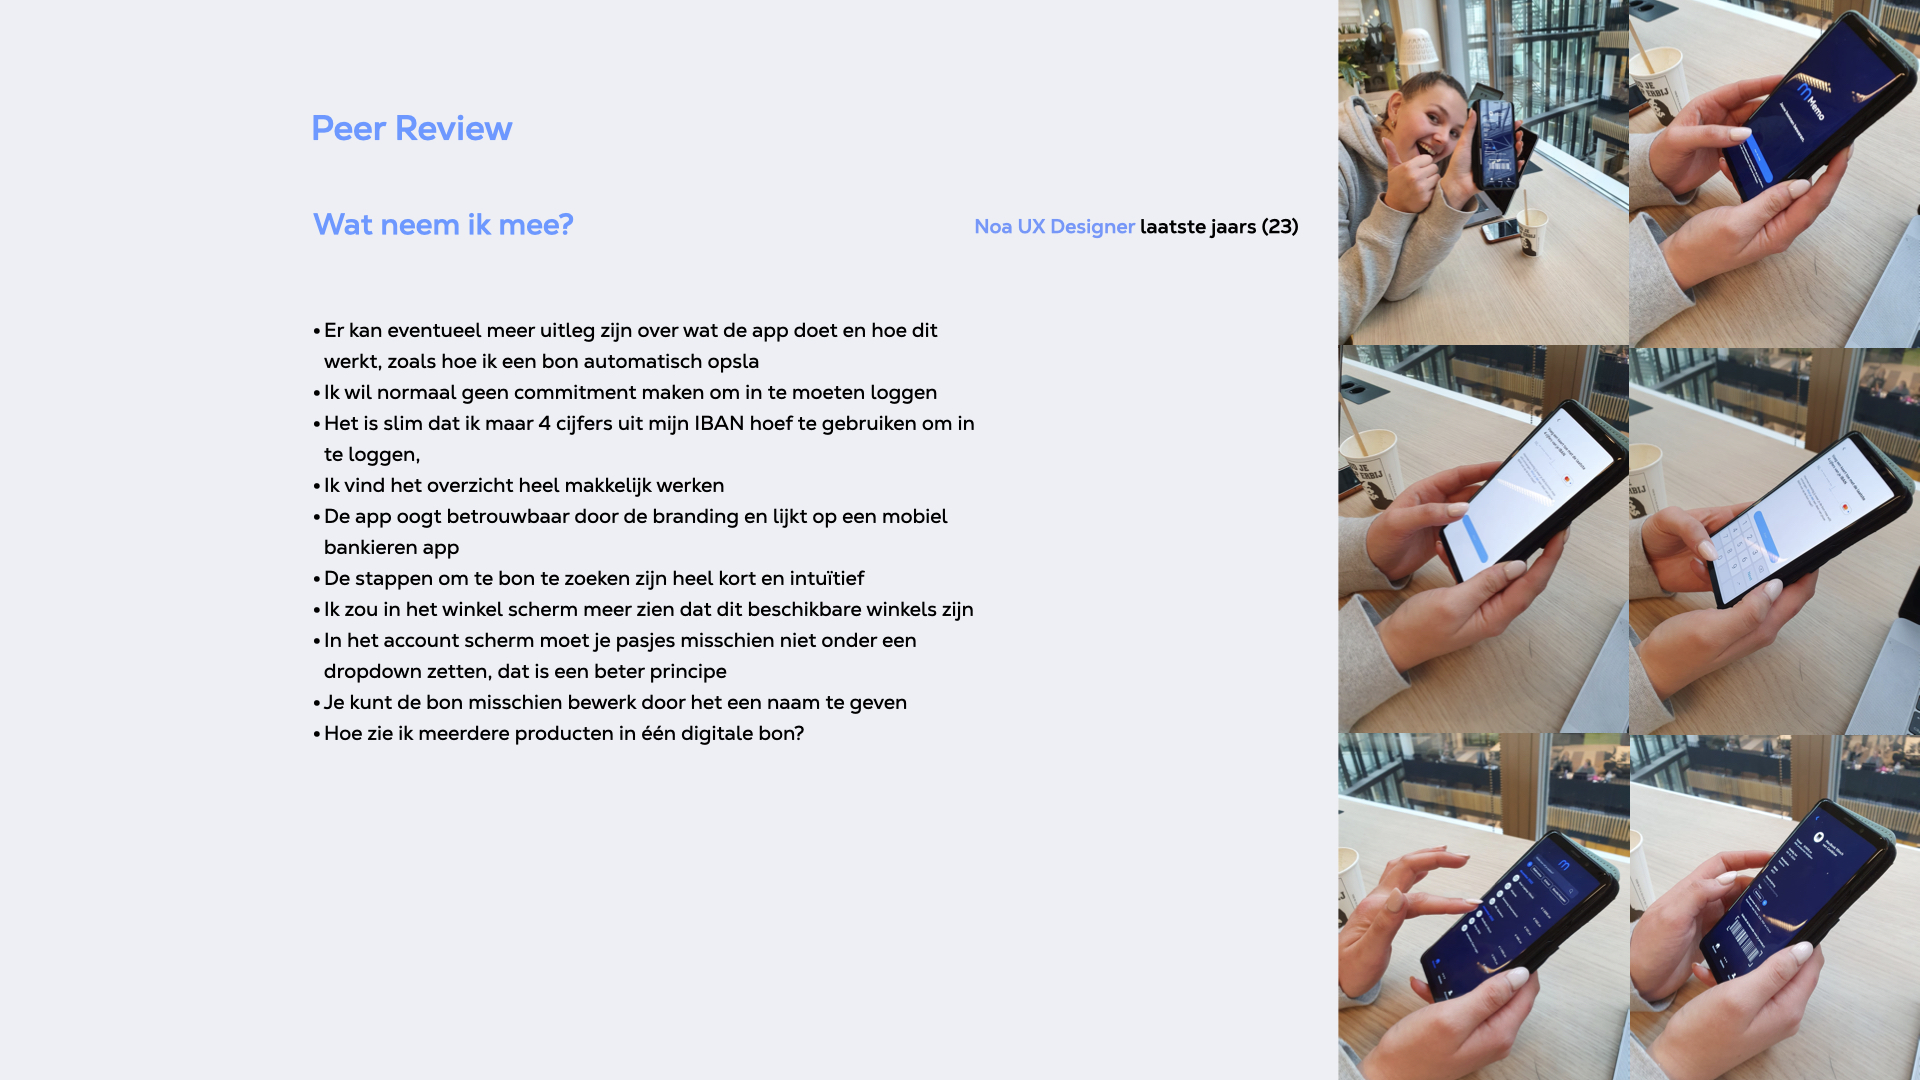 Peer Review
Wat neem ik mee?
Noa UX Designer laatste jaars (23)
• Er kan eventueel meer uitleg zijn over wat de app doet en hoe dit
werkt, zoals hoe ik een bon automatisch opsla
• Ik wil normaal geen commitment maken om in te moeten loggen
• Het is slim dat ik maar 4 cijfers uit mijn IBAN hoef te gebruiken om in
te loggen,
• Ik vind het overzicht heel makkelijk werken
• De app oogt betrouwbaar door de branding en lijkt op een mobiel
bankieren app
• De stappen om te bon te zoeken zijn heel kort en intuïtief
• Ik zou in het winkel scherm meer zien dat dit beschikbare winkels zijn
• In het account scherm moet je pasjes misschien niet onder een
dropdown zetten, dat is een beter principe
• Je kunt de bon misschien bewerk door het een naam te geven
• Hoe zie ik meerdere producten in één digitale bon?
Memo